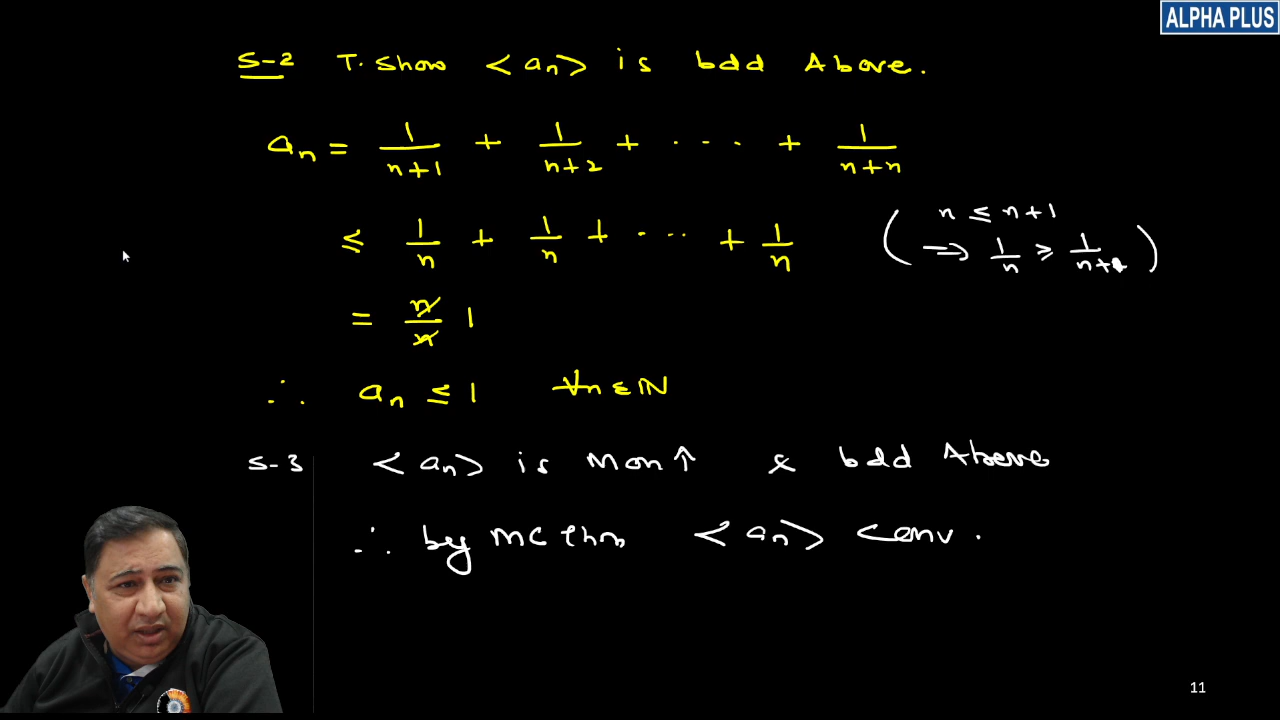 ALPHA PLUS
S-2 T. Show <an> is bdd Above.
an = 1/(n+1) + 1/(n+2) + . . . . + 1/(n+n)
≤ 1/n + 1/n + . . . . + 1/n
( n ≤ n+1
⟹ 1/n ≥ 1/(n+1) )
= n/n 1
∴ an ≤ 1 ∀n∈ℕ
S-3 <an> is Mon↑ & bdd Above
∴ by MC thm <an> conv.
11